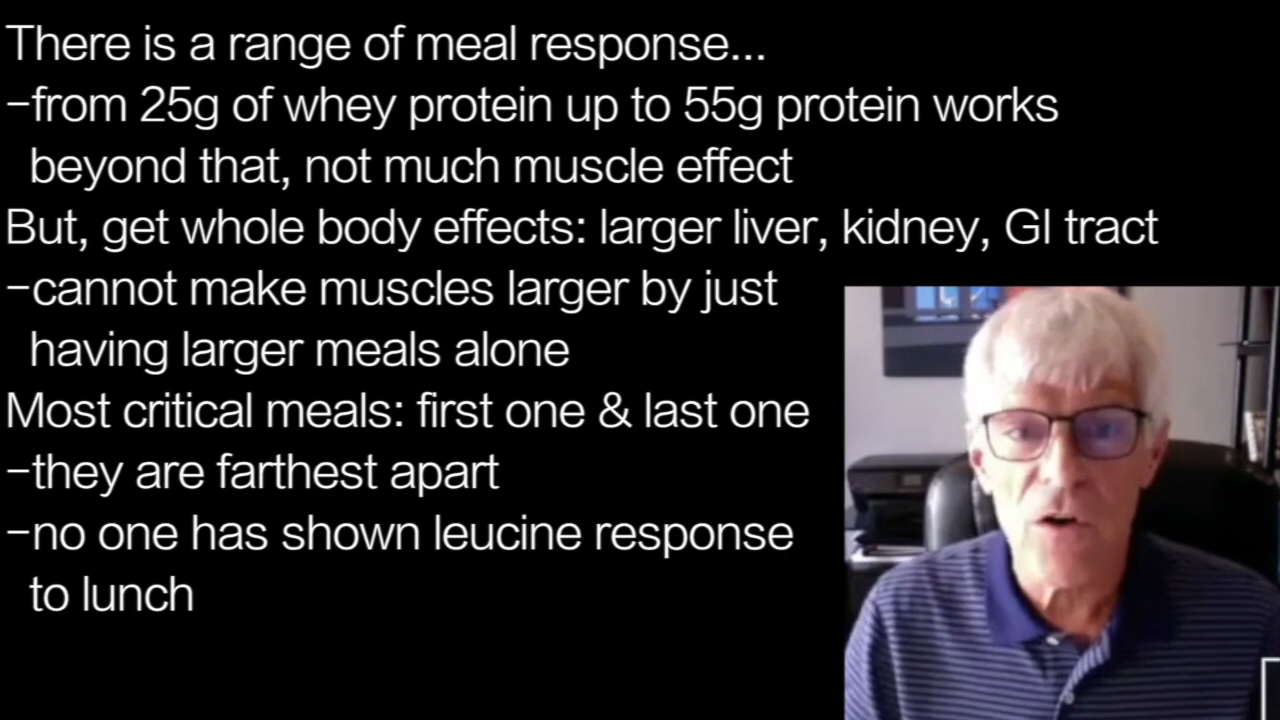 There is a range of meal response...
-from 25g of whey protein up to 55g protein works
beyond that, not much muscle effect
But, get whole body effects: larger liver, kidney, GI tract
-cannot make muscles larger by just
having larger meals alone
Most critical meals: first one & last one
-they are farthest apart
-no one has shown leucine response
to lunch